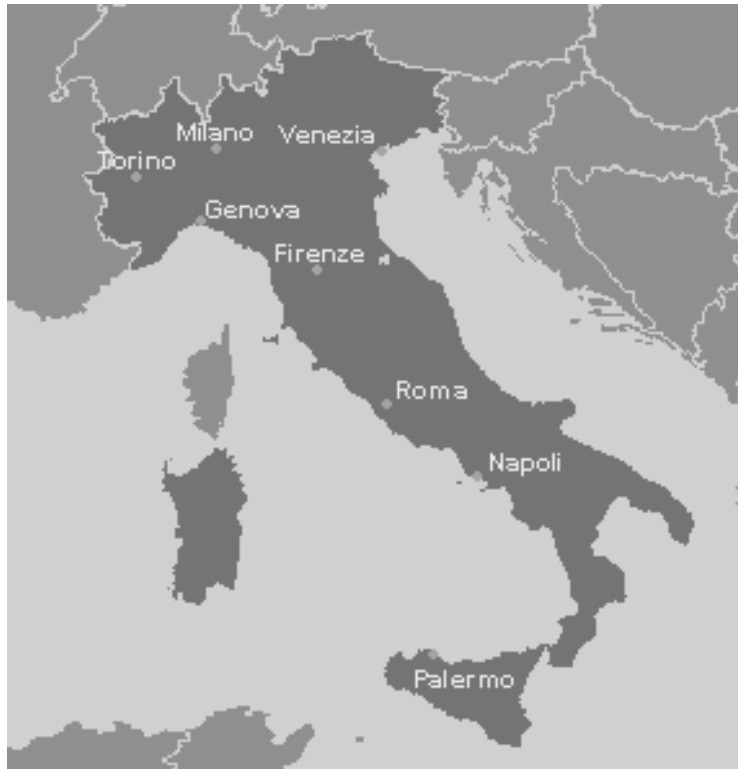 Milano
Venezia
Torino
Genova
Firenze
Roma
Napoli
Palermo